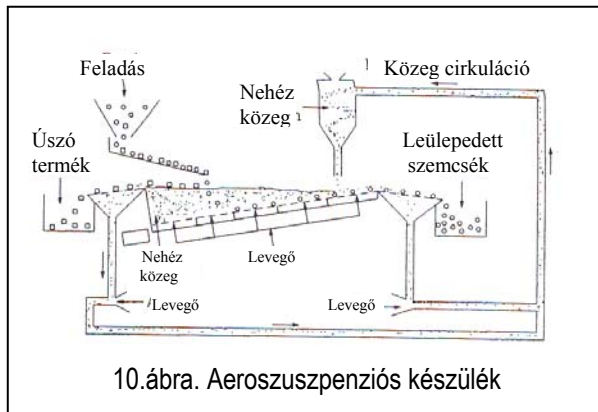 Feladás
Közeg cirkuláció
Nehéz
közeg
Úszó
termék
Leülepedett
szemcsék
Nehéz
közeg
Levegő
Levegő
Levegő
10.ábra. Aeroszuszpenziós készülék